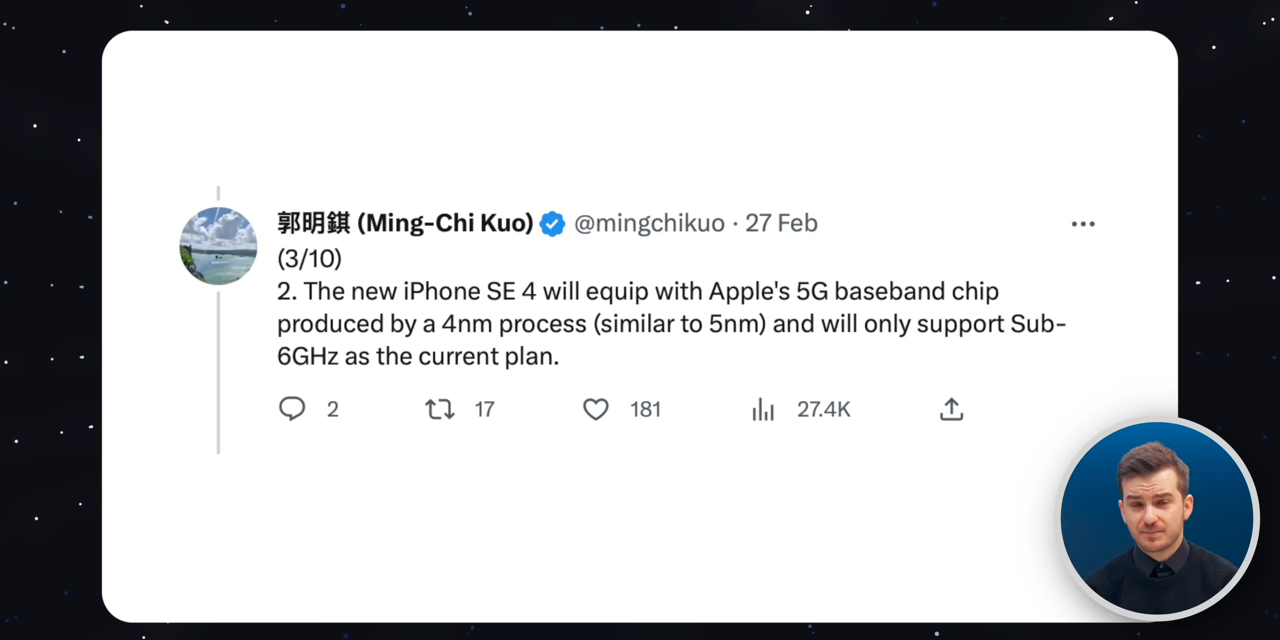 郭明錤 (Ming-Chi Kuo) @mingchikuo · 27 Feb
(3/10)
2. The new iPhone SE 4 will equip with Apple's 5G baseband chip
produced by a 4nm process (similar to 5nm) and will only support Sub-
6GHz as the current plan.
2 17 181 27.4K